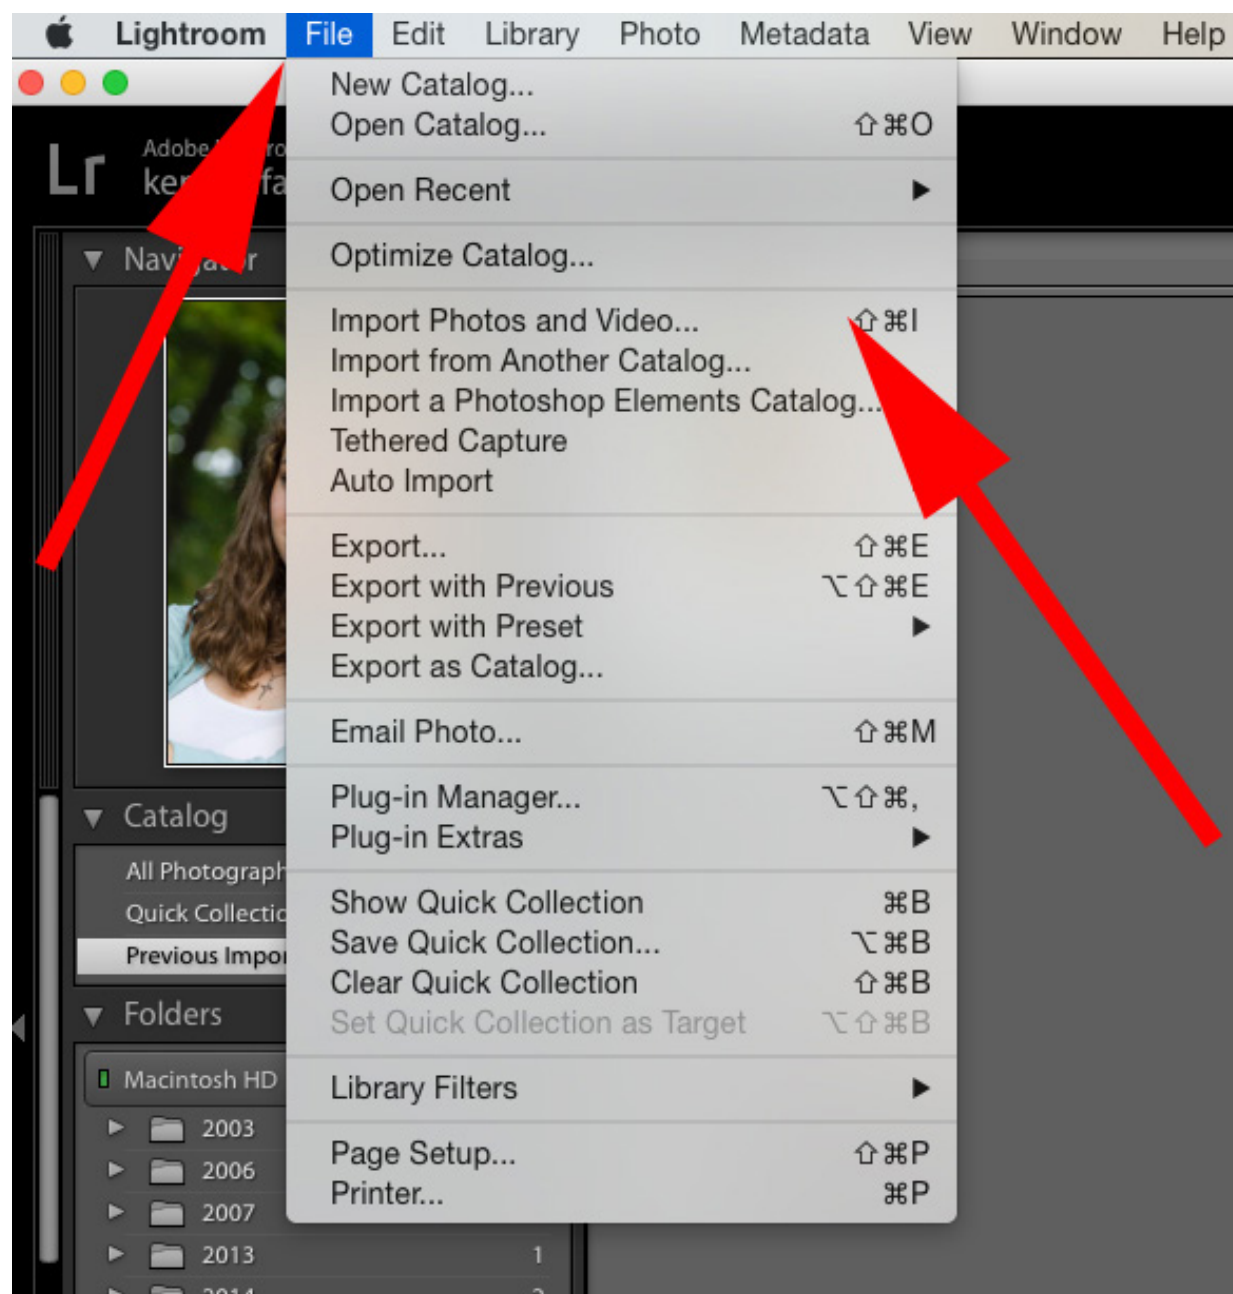 Lightroom File Edit Library Photo Metadata View Window Help
New Catalog...
Open Catalog... ⇧⌘O
Open Recent ▶
Optimize Catalog...
Import Photos and Video... ⇧⌘I
Import from Another Catalog...
Import a Photoshop Elements Catalog...
Tethered Capture
Auto Import
Export... ⇧⌘E
Export with Previous ⌥⇧⌘E
Export with Preset ▶
Export as Catalog...
Email Photo... ⇧⌘M
Plug-in Manager... ⌥⇧⌘,
Plug-in Extras ▶
Show Quick Collection ⌘B
Save Quick Collection... ⌥⌘B
Clear Quick Collection ⇧⌘B
Set Quick Collection as Target ⌥⇧⌘B
Library Filters ▶
Page Setup... ⇧⌘P
Printer... ⌘P
Lr
Adobe
Navigator
Catalog
All Photograph
Quick Collectio
Previous Impor
Folders
Macintosh HD
2003
2006
2007
2013 1